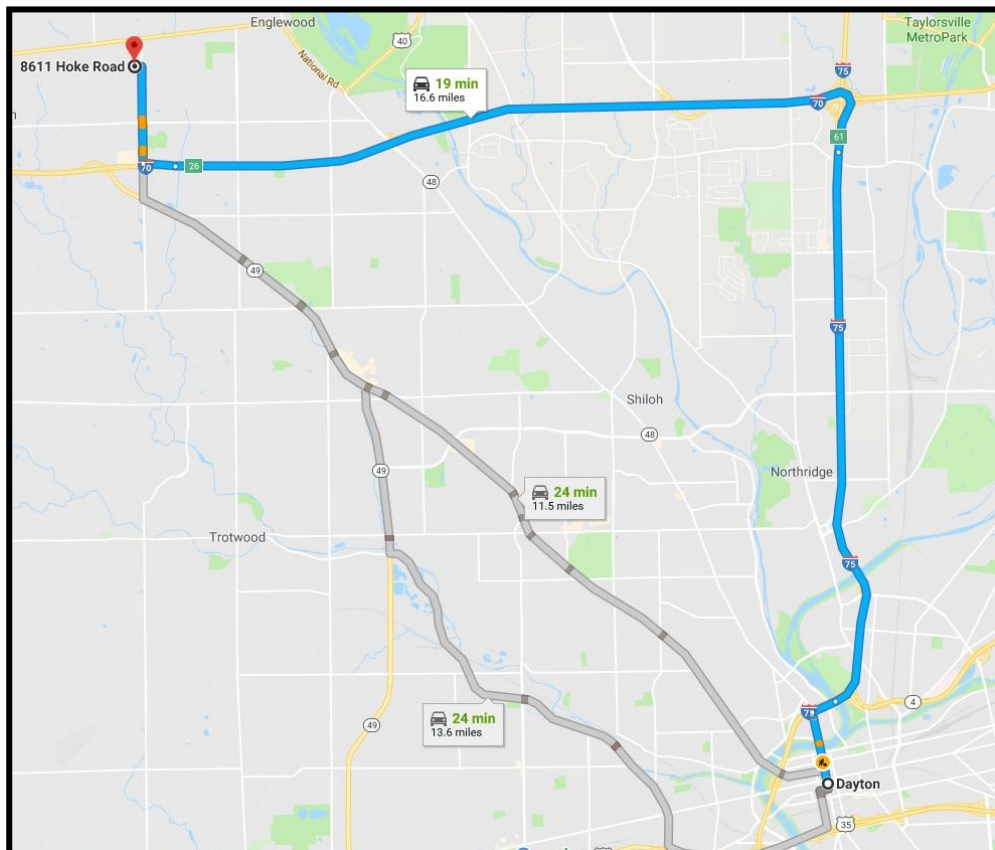 Englewood
Taylorsville
MetroPark
40
National Rd
75
8611 Hoke Road
19 min
16.6 miles
70
61
26
70
48
49
75
Shiloh
48
49
Northridge
24 min
11.5 miles
Trotwood
75
24 min
13.6 miles
4
75
49
Dayton
35